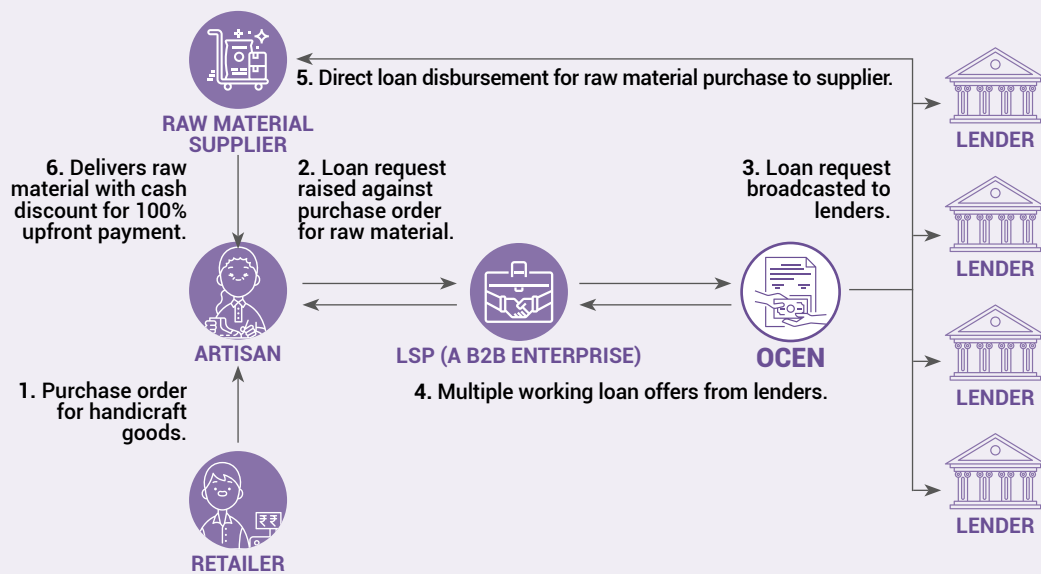 5. Direct loan disbursement for raw material purchase to supplier.
RAW MATERIAL
SUPPLIER
6. Delivers raw
material with cash
discount for 100%
upfront payment.
2. Loan request
raised against
purchase order
for raw material.
3. Loan request
broadcasted to
lenders.
LENDER
LENDER
LENDER
LENDER
ARTISAN
LSP (A B2B ENTERPRISE)
OCEN
4. Multiple working loan offers from lenders.
1. Purchase order
for handicraft
goods.
₹₹
RETAILER